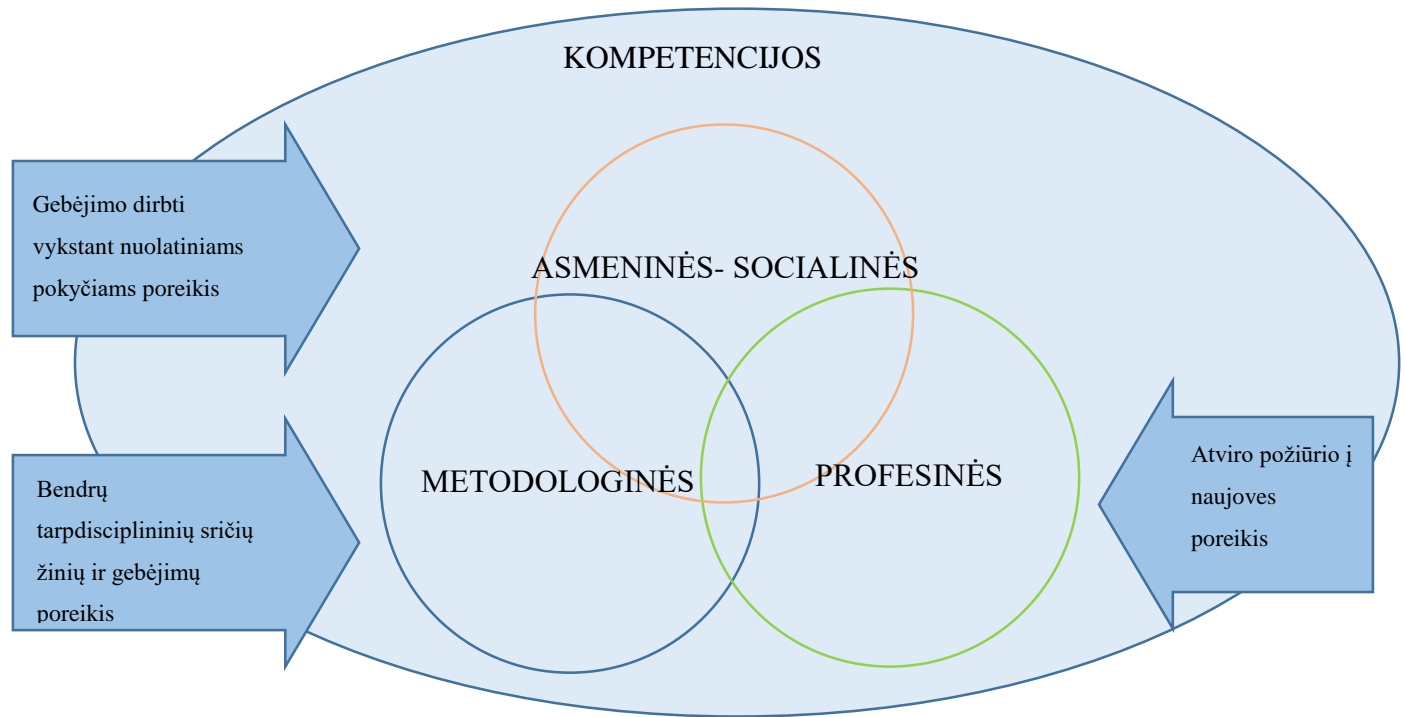 KOMPETENCIJOS
Gebėjimo dirbti
vykstant nuolatiniams
pokyčiams poreikis
ASMENINĖS- SOCIALINĖS
METODOLOGINĖS
PROFESINĖS
Bendrų
tarpdisciplininių sričių
žinių ir gebėjimų
poreikis
Atviro požiūrio į
naujoves
poreikis